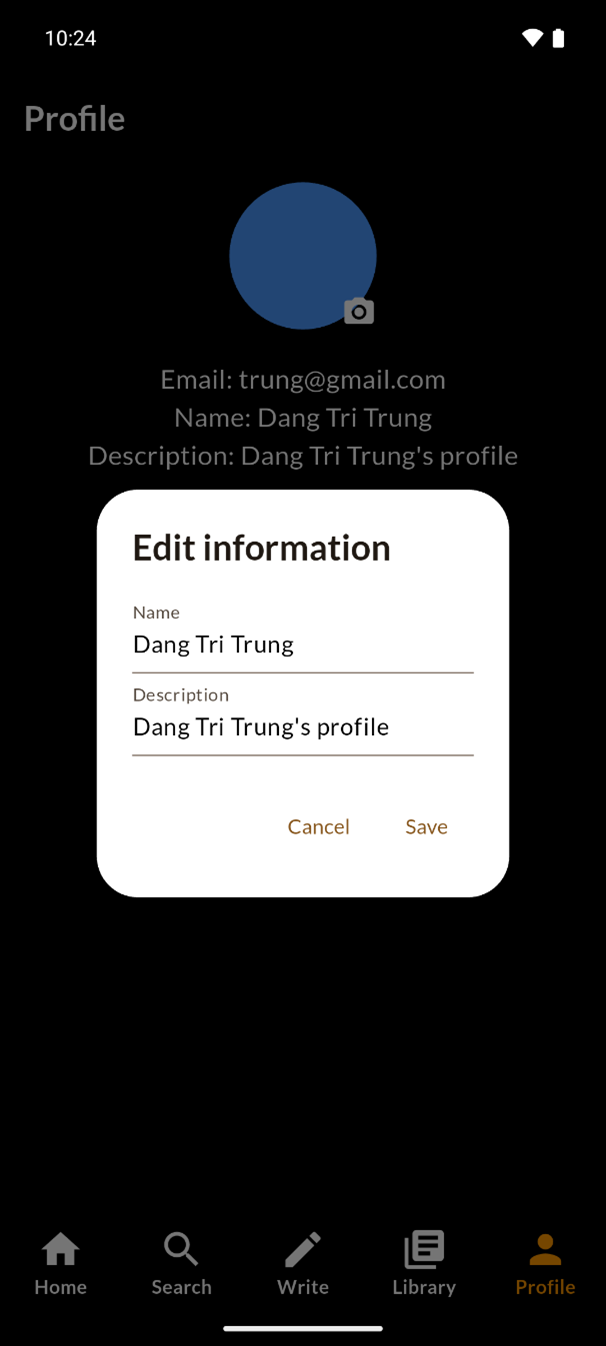 10:24
Profile
Email: trung@gmail.com
Name: Dang Tri Trung
Description: Dang Tri Trung's profile
Edit information
Name
Dang Tri Trung
Description
Dang Tri Trung's profile
Cancel Save
Home Search Write Library Profile